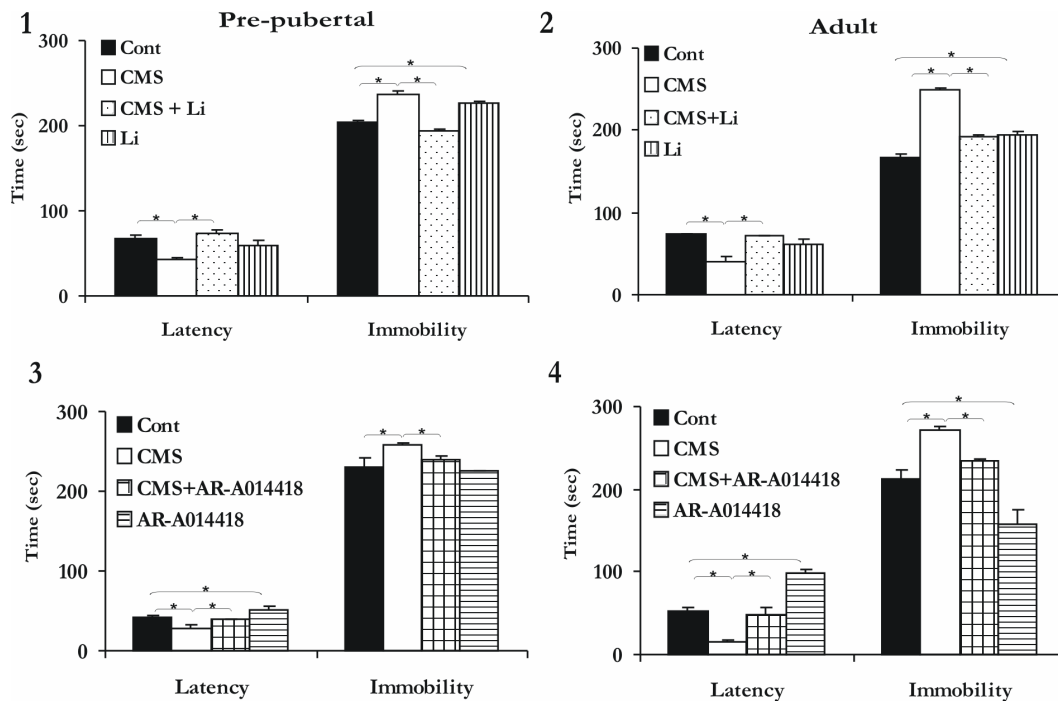 1
Pre-pubertal
300
200
100
0
Time (sec)
Cont
CMS
CMS + Li
Li
*
*
*
*
*
Latency
Immobility
2
Adult
300
200
100
0
Time (sec)
Cont
CMS
CMS+Li
Li
*
*
*
*
*
Latency
Immobility
3
300
200
100
0
Time (sec)
Cont
CMS
CMS+AR-A014418
AR-A014418
*
*
*
*
*
Latency
Immobility
4
300
200
100
0
Time (sec)
Cont
CMS
CMS+AR-A014418
AR-A014418
*
*
*
*
*
*
Latency
Immobility